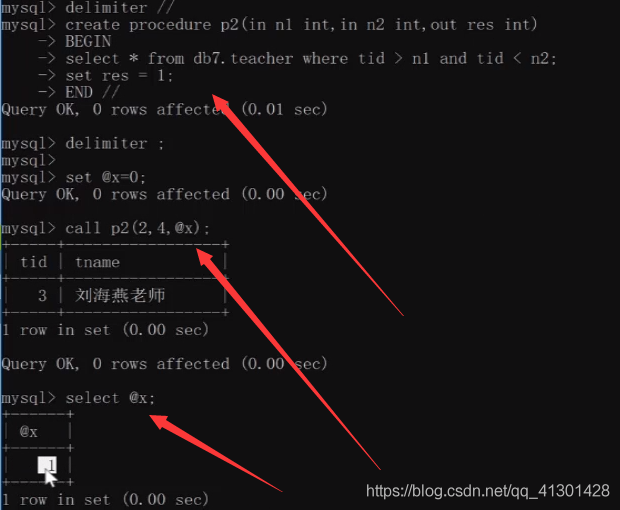 mysql> delimiter //
mysql> create procedure p2(in n1 int,in n2 int,out res int)
    -> BEGIN
    -> select * from db7.teacher where tid > n1 and tid < n2;
    -> set res = 1;
    -> END //
Query OK, 0 rows affected (0.01 sec)
mysql> delimiter ;
mysql>
mysql> set @x=0;
Query OK, 0 rows affected (0.00 sec)
mysql> call p2(2,4,@x);
+-----+-----------------+
| tid | tname           |
+-----+-----------------+
|   3 | 刘海燕老师      |
+-----+-----------------+
1 row in set (0.00 sec)
Query OK, 0 rows affected (0.00 sec)
mysql> select @x;
+------+
| @x   |
+------+
|    1 |
+------+
1 row in set (0.00 sec)
https://blog.csdn.net/qq_41301428